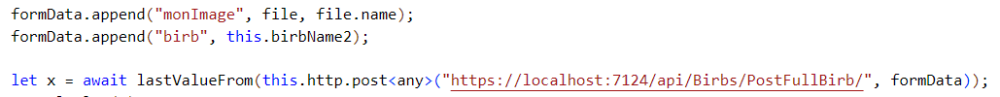 formData.append("monImage", file, file.name);
formData.append("birb", this.birbName2);
let x = await lastValueFrom(this.http.post<any>("https://localhost:7124/api/Birbs/PostFullBirb/", formData));